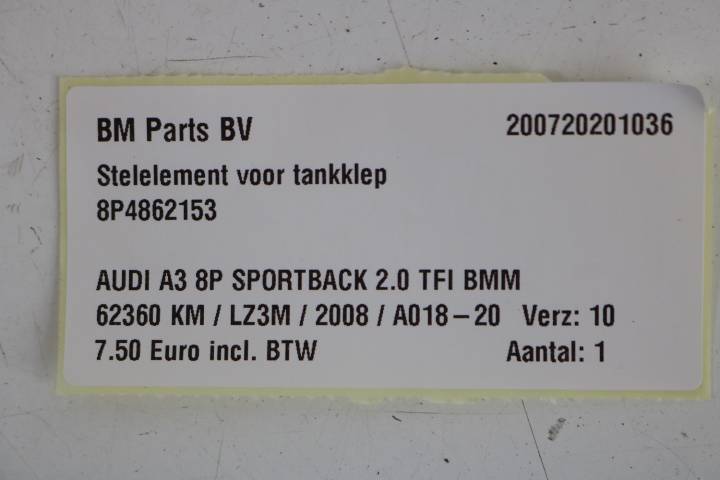 BM Parts BV 200720201036
Stelelement voor tankklep
8P4862153
AUDI A3 8P SPORTBACK 2.0 TFI BMM
62360 KM / LZ3M / 2008 / A018-20 Verz: 10
7.50 Euro incl. BTW Aantal: 1